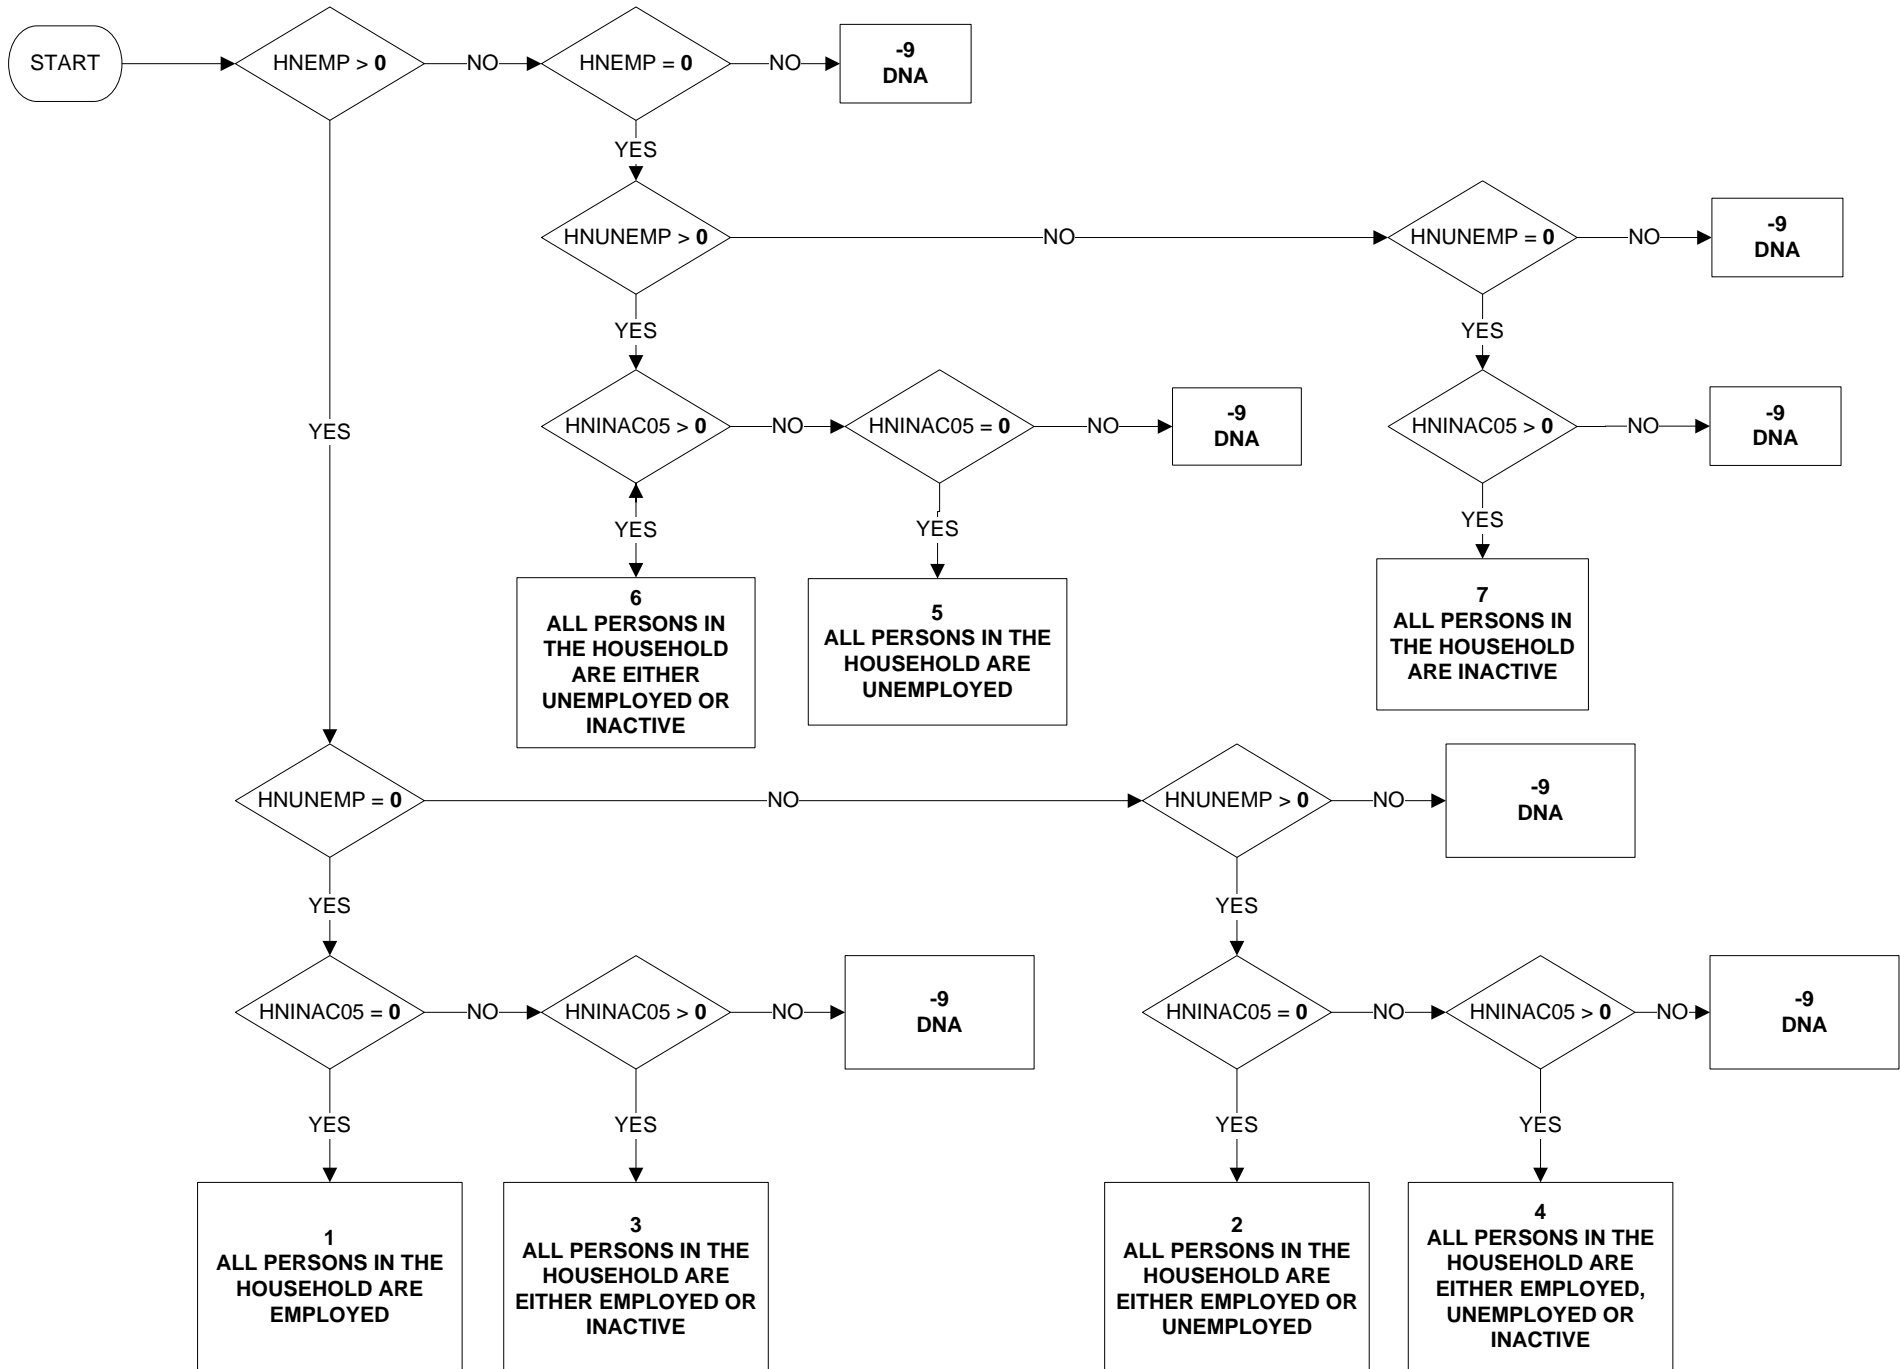 START
HNEMP > 0
NO
HNEMP = 0
NO
-9
DNA
YES
YES
HNUNEMP > 0
NO
HNUNEMP = 0
NO
-9
DNA
YES
YES
HNINAC05 > 0
NO
HNINAC05 = 0
NO
-9
DNA
HNINAC05 > 0
NO
-9
DNA
YES
YES
YES
6
ALL PERSONS IN
THE HOUSEHOLD
ARE EITHER
UNEMPLOYED OR
INACTIVE
5
ALL PERSONS IN THE
HOUSEHOLD ARE
UNEMPLOYED
7
ALL PERSONS IN
THE HOUSEHOLD
ARE INACTIVE
HNUNEMP = 0
NO
HNUNEMP > 0
NO
-9
DNA
YES
YES
HNINAC05 = 0
NO
HNINAC05 > 0
NO
-9
DNA
HNINAC05 = 0
NO
HNINAC05 > 0
NO
-9
DNA
YES
YES
YES
YES
1
ALL PERSONS IN THE
HOUSEHOLD ARE
EMPLOYED
3
ALL PERSONS IN THE
HOUSEHOLD ARE
EITHER EMPLOYED OR
INACTIVE
2
ALL PERSONS IN THE
HOUSEHOLD ARE
EITHER EMPLOYED OR
UNEMPLOYED
4
ALL PERSONS IN THE
HOUSEHOLD ARE
EITHER EMPLOYED,
UNEMPLOYED OR
INACTIVE